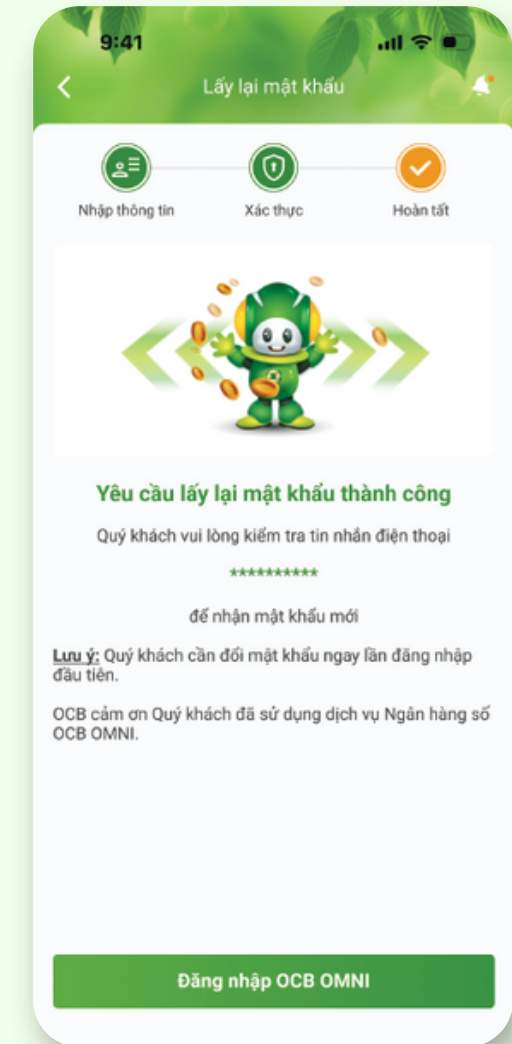 9:41
Lấy lại mật khẩu
Nhập thông tin
Xác thực
Hoàn tất
Yêu cầu lấy lại mật khẩu thành công
Quý khách vui lòng kiểm tra tin nhắn điện thoại
**********
để nhận mật khẩu mới
Lưu ý: Quý khách cần đổi mật khẩu ngay lần đăng nhập
đầu tiên.
OCB cảm ơn Quý khách đã sử dụng dịch vụ Ngân hàng số
OCB OMNI.
Đăng nhập OCB OMNI